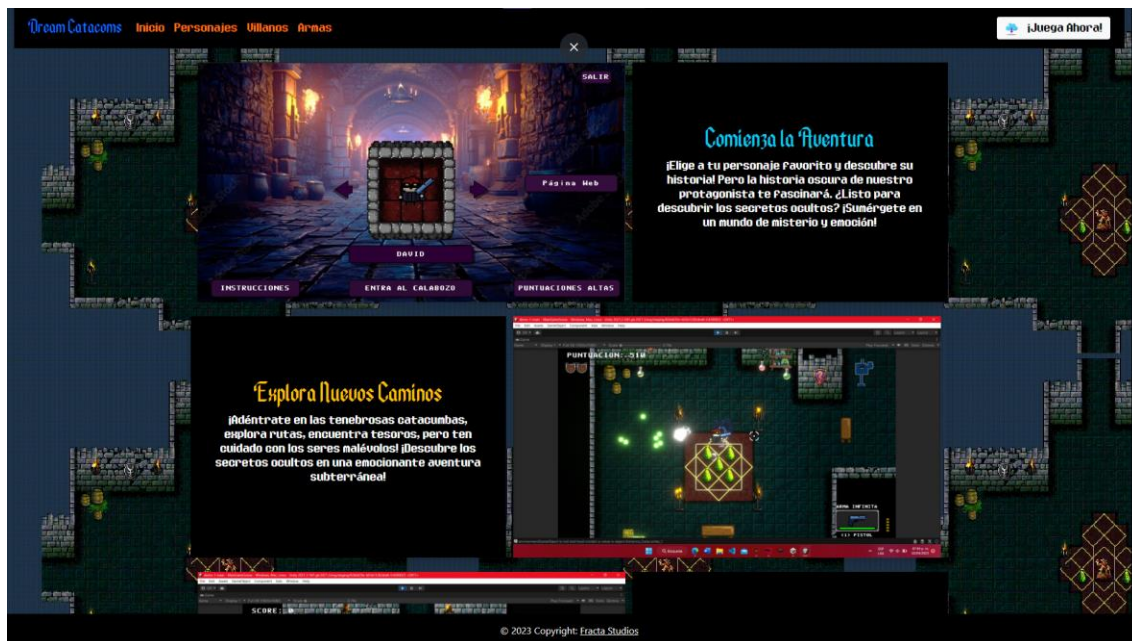 Dream Catacoms Inicio Personajes Villanos Armas ¡Juega Ahora!
SALIR
Página Web
DAVID
INSTRUCCIONES ENTRA AL CALABOZO PUNTUACIONES ALTAS
Comienza la Aventura
¡Elige a tu personaje favorito y descubre su
historia! Pero la historia oscura de nuestro
protagonista te fascinará. ¿Listo para
descubrir los secretos ocultos? ¡Sumérgete en
un mundo de misterio y emoción!
Explora Nuevos Caminos
¡Adéntrate en las tenebrosas catacumbas,
explora rutas, encuentra tesoros, pero ten
cuidado con los seres malévolos! ¡Descubre los
secretos ocultos en una emocionante aventura
subterránea!
PUNTUACION: 510
ARMA INFINITA
(1) PISTOL
SCORE:
© 2023 Copyright: Fracta Studios